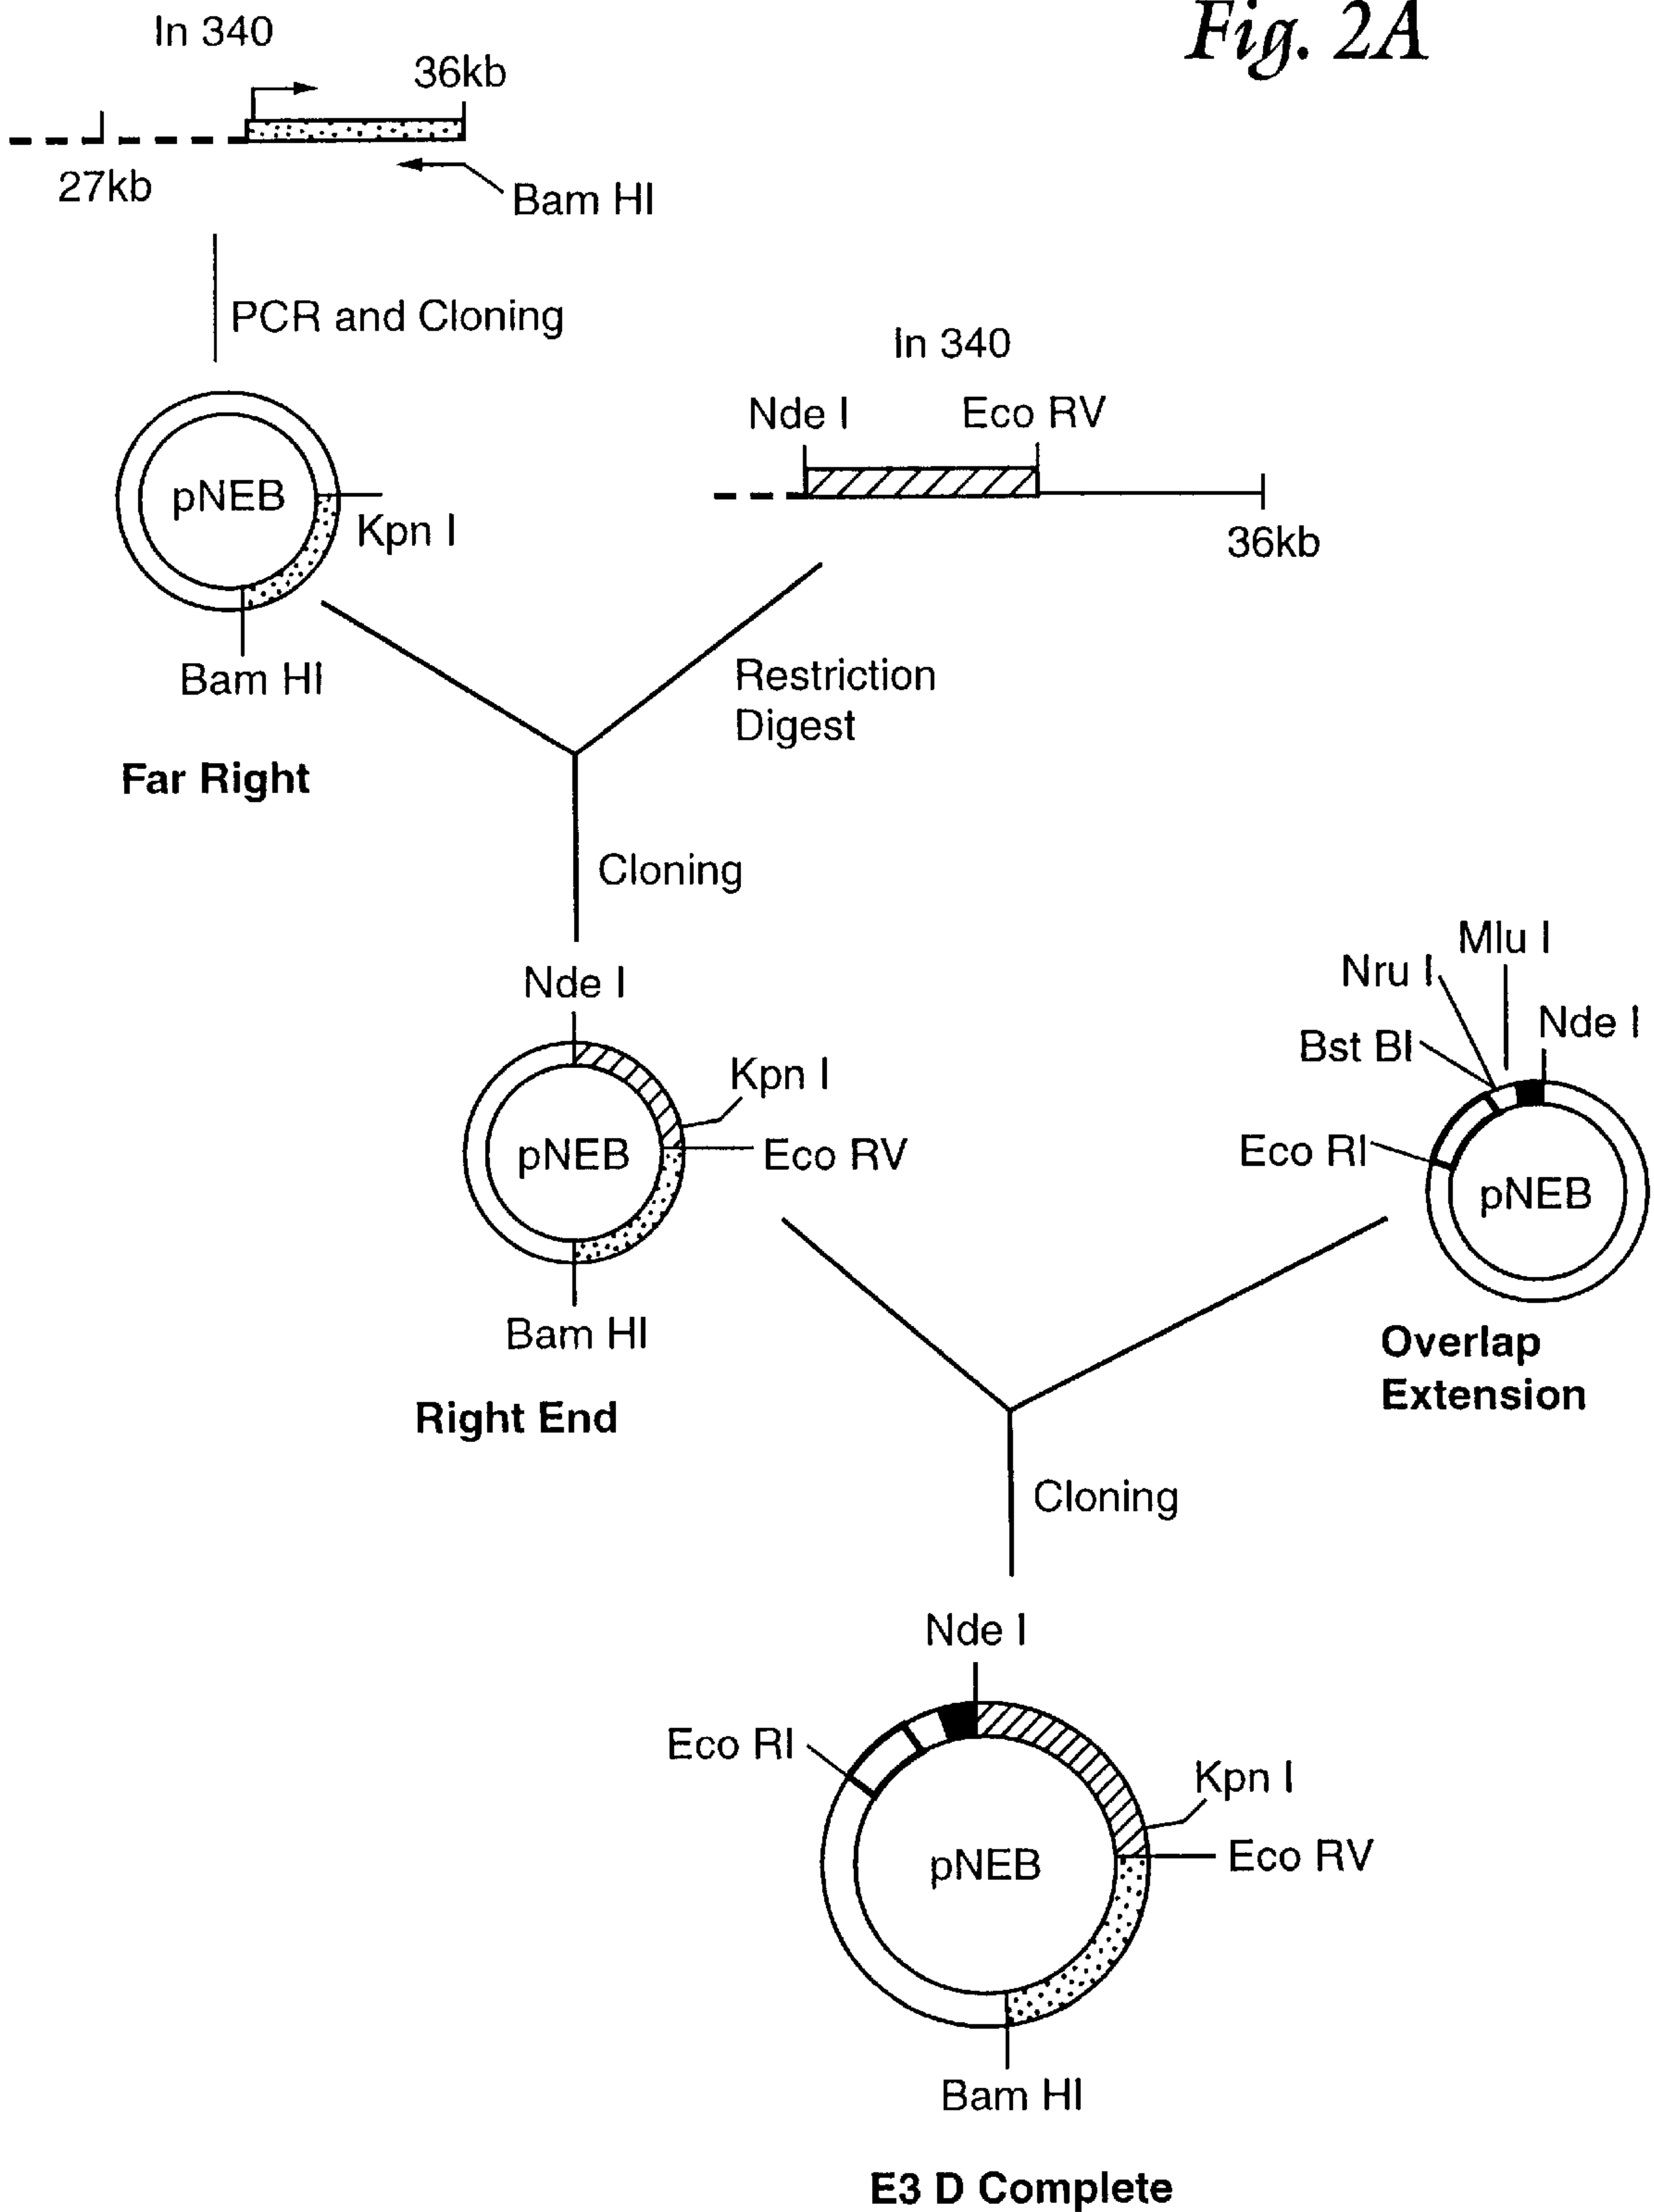 Fig. 2A
In 340
36kb
27kb
Bam HI
PCR and Cloning
In 340
Nde I
Eco RV
pNEB
Kpn I
36kb
Bam HI
Restriction
Digest
Far Right
Cloning
Mlu I
Nru I
Nde I
Nde I
Bst BI
Kpn I
Eco RI
pNEB
Eco RV
pNEB
Bam HI
Overlap
Extension
Right End
Cloning
Nde I
Eco RI
Kpn I
pNEB
Eco RV
Bam HI
E3 D Complete